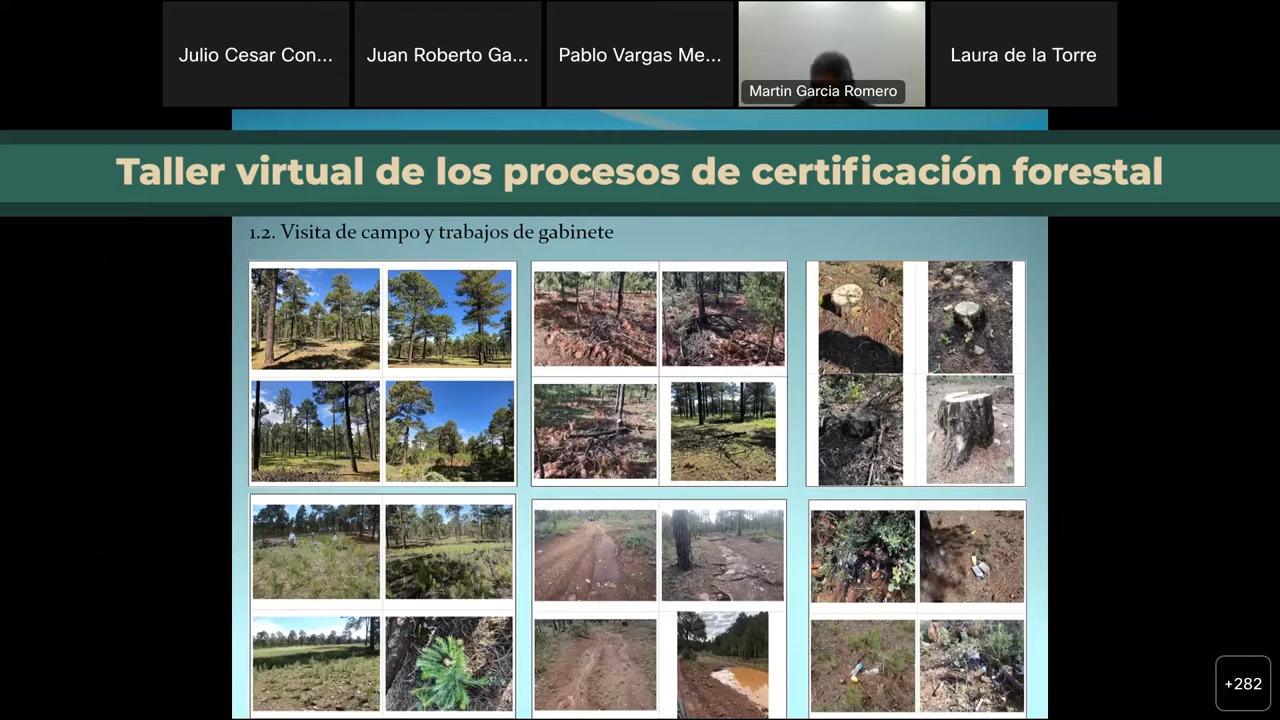 Julio Cesar Con...
Juan Roberto Ga...
Pablo Vargas Me...
Martin Garcia Romero
Laura de la Torre
Taller virtual de los procesos de certificación forestal
1.2. Visita de campo y trabajos de gabinete
+282